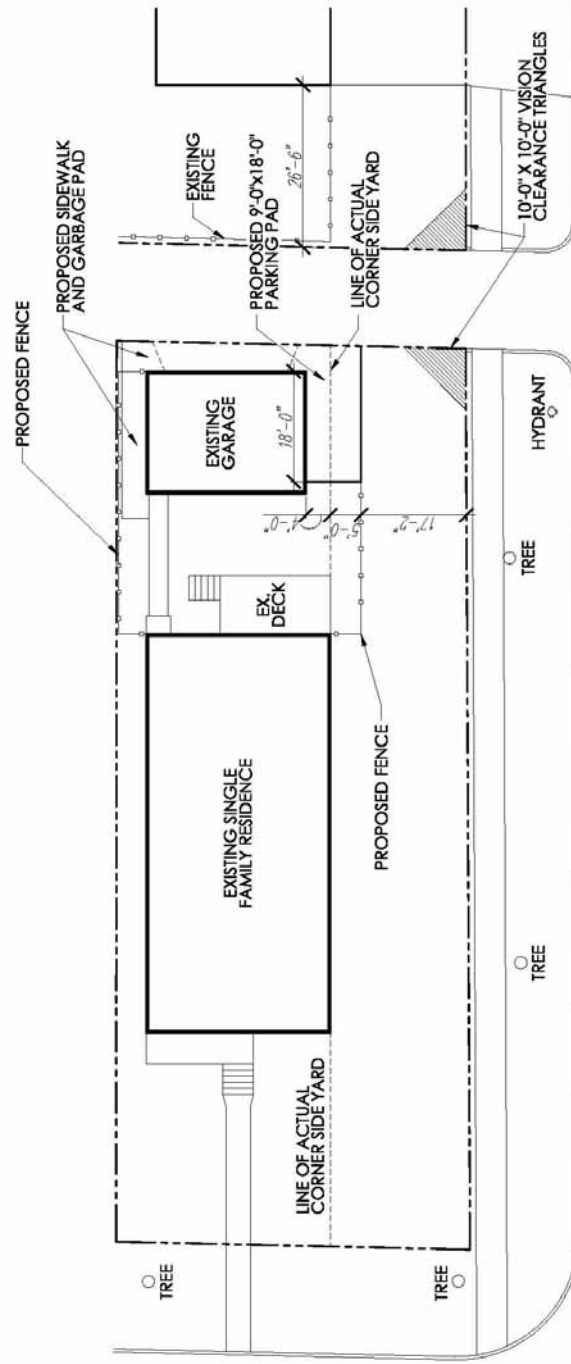 PROPOSED FENCE
PROPOSED SIDEWALK
AND GARBAGE PAD
EXISTING
FENCE
26'-6"
PROPOSED 9'-0"x18'-0"
PARKING PAD
LINE OF ACTUAL
CORNER SIDE YARD
10'-0" X 10'-0" VISION
CLEARANCE TRIANGLES
EXISTING
GARAGE
18'-0"
4'-0"
5'-0"
17'-2"
EX.
DECK
HYDRANT
TREE
EXISTING SINGLE
FAMILY RESIDENCE
PROPOSED FENCE
TREE
LINE OF ACTUAL
CORNER SIDE YARD
TREE
TREE